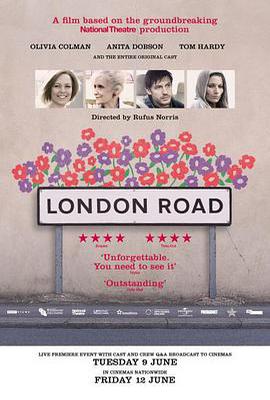 A film based on the groundbreaking
National Theatre production
OLIVIA COLMAN ANITA DOBSON TOM HARDY
AND THE ENTIRE ORIGINAL CAST
Directed by Rufus Norris
LONDON ROAD
★★★★ ★★★★
'Unforgettable.
You need to see it'
'Outstanding'
LIVE PREMIERE EVENT WITH CAST AND CREW Q&A BROADCAST TO CINEMAS
TUESDAY 9 JUNE
IN CINEMAS NATIONWIDE
FRIDAY 12 JUNE